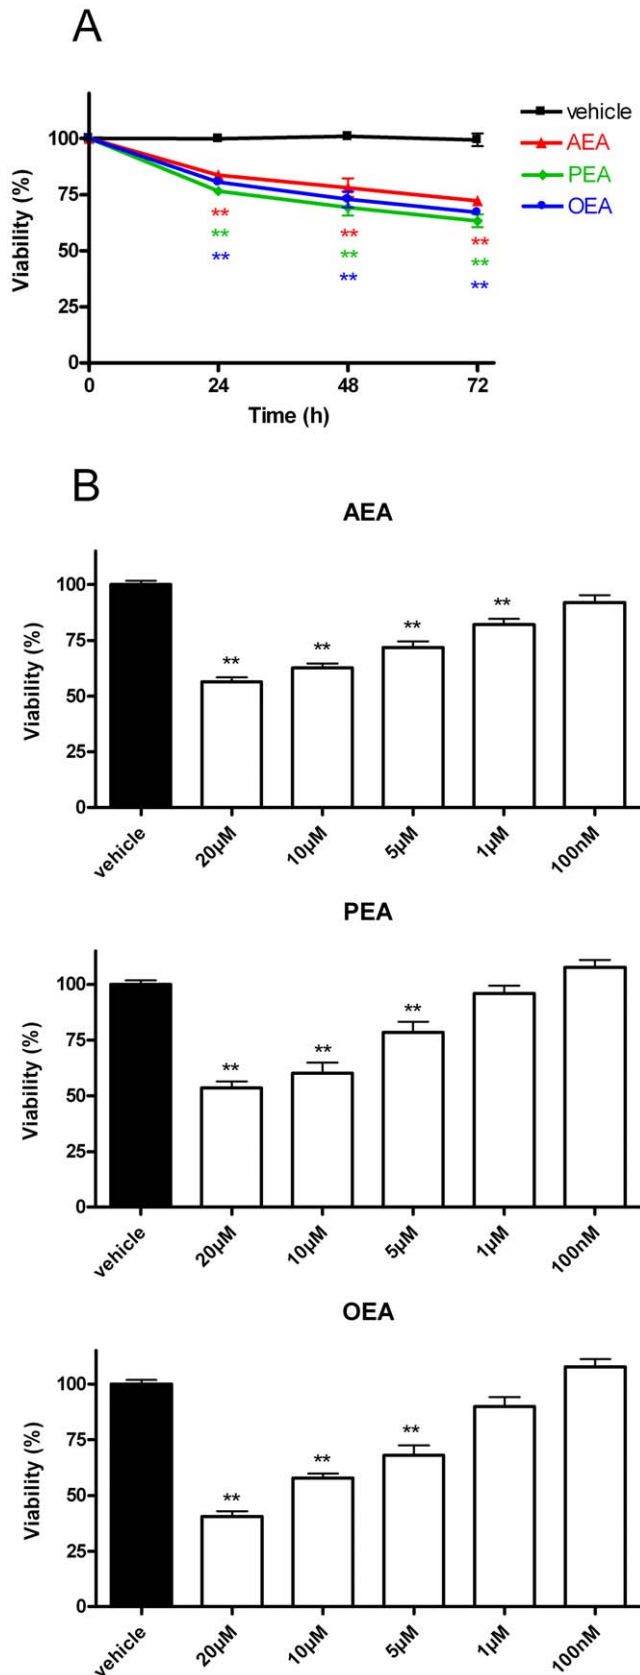 A
Viability (%)
100
75
50
25
0
vehicle
AEA
PEA
OEA
** ** **
** ** **
** ** **
0 24 48 72
Time (h)
B
AEA
Viability (%)
100
75
50
25
0
** ** ** **
vehicle 20µM 10µM 5µM 1µM 100nM
PEA
Viability (%)
100
75
50
25
0
** ** **
vehicle 20µM 10µM 5µM 1µM 100nM
OEA
Viability (%)
100
75
50
25
0
** ** **
vehicle 20µM 10µM 5µM 1µM 100nM